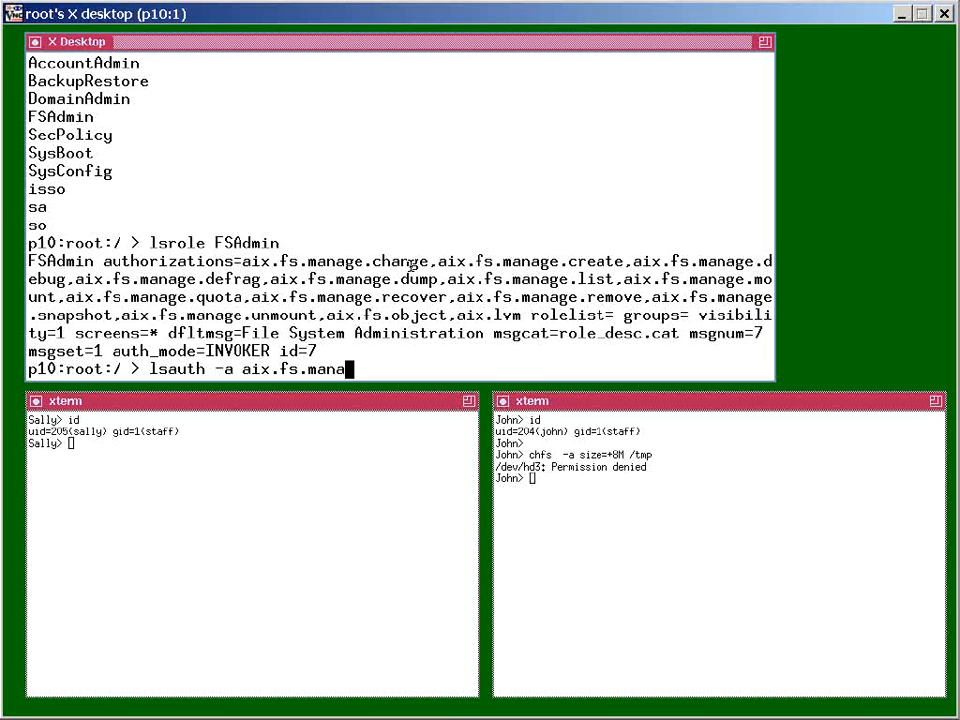 root's X desktop (p10:1)
X Desktop
AccountAdmin
BackupRestore
DomainAdmin
FSAdmin
SecPolicy
SysBoot
SysConfig
isso
sa
so
p10:root:/ > lsrole FSAdmin
FSAdmin authorizations=aix.fs.manage.change,aix.fs.manage.create,aix.fs.manage.d
ebug,aix.fs.manage.defrag,aix.fs.manage.dump,aix.fs.manage.list,aix.fs.manage.mo
unt,aix.fs.manage.quota,aix.fs.manage.recover,aix.fs.manage.remove,aix.fs.manage
.snapshot,aix.fs.manage.unmount,aix.fs.object,aix.lvm rolelist= groups= visibili
ty=1 screens=* dfltmsg=File System Administration msgcat=role_desc.cat msgnum=7
msgset=1 auth_mode=INVOKER id=7
p10:root:/ > lsauth -a aix.fs.mana
xterm
Sally> id
uid=205(sally) gid=1(staff)
Sally>
xterm
John> id
uid=204(john) gid=1(staff)
John>
John> chfs  -a size=+8M /tmp
/dev/hd3: Permission denied
John>